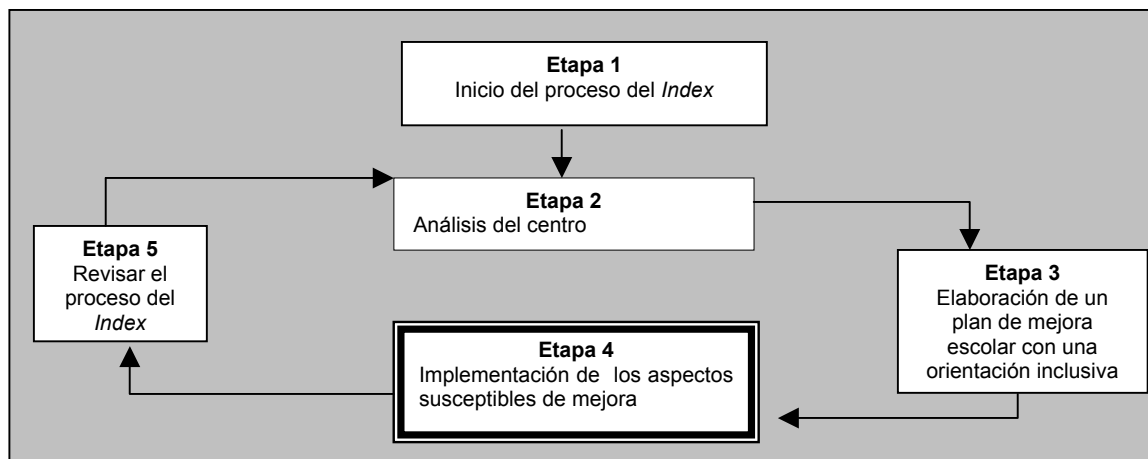 Etapa 1
Inicio del proceso del Index
Etapa 2
Análisis del centro
Etapa 3
Elaboración de un
plan de mejora
escolar con una
orientación inclusiva
Etapa 4
Implementación de los aspectos
susceptibles de mejora
Etapa 5
Revisar el
proceso del
Index